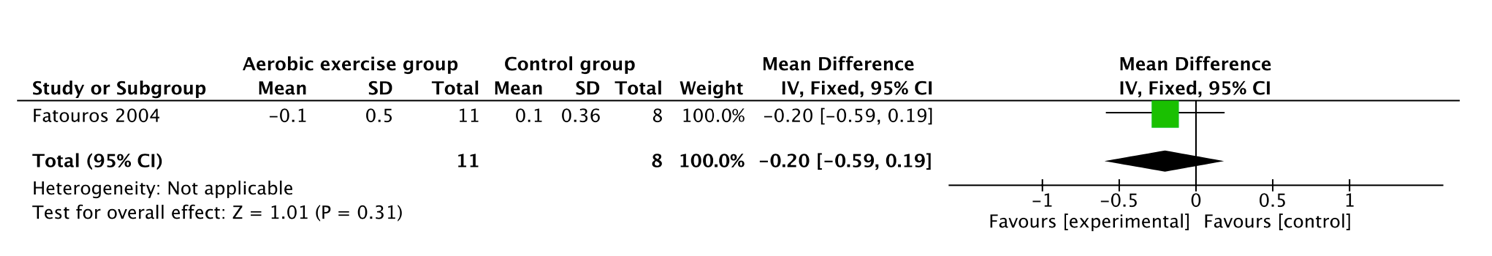 Aerobic exercise group Control group Mean Difference Mean Difference
Study or Subgroup Mean SD Total Mean SD Total Weight IV, Fixed, 95% CI IV, Fixed, 95% CI
Fatouros 2004 −0.1 0.5 11 0.1 0.36 8 100.0% −0.20 [−0.59, 0.19]
Total (95% CI) 11 8 100.0% −0.20 [−0.59, 0.19]
Heterogeneity: Not applicable
Test for overall effect: Z = 1.01 (P = 0.31)
−1 −0.5 0 0.5 1
Favours [experimental] Favours [control]